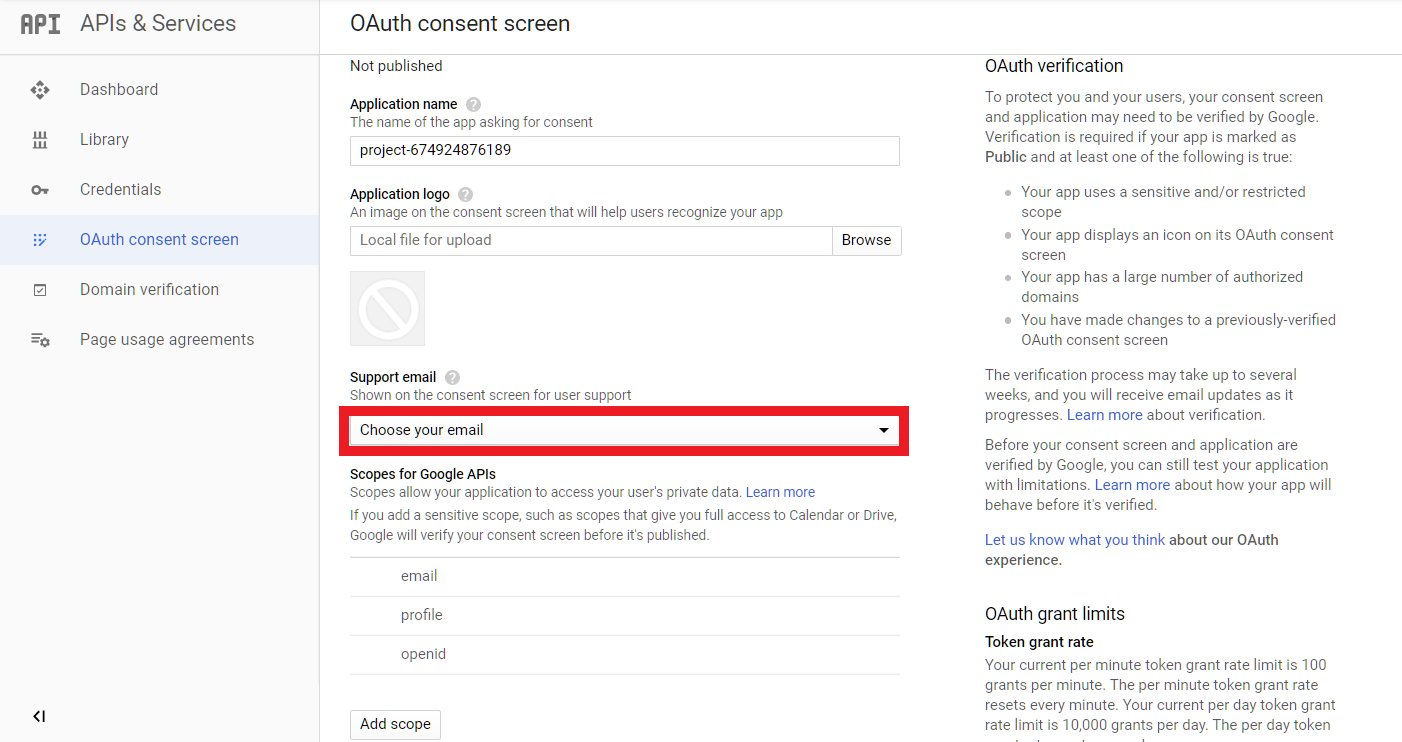 API APIs & Services
OAuth consent screen
Dashboard
Library
Credentials
OAuth consent screen
Domain verification
Page usage agreements
Not published
Application name ?
The name of the app asking for consent
project-674924876189
Application logo ?
An image on the consent screen that will help users recognize your app
Local file for upload Browse
Support email ?
Shown on the consent screen for user support
Choose your email
Scopes for Google APIs
Scopes allow your application to access your user's private data. Learn more
If you add a sensitive scope, such as scopes that give you full access to Calendar or Drive,
Google will verify your consent screen before it's published.
email
profile
openid
Add scope
OAuth verification
To protect you and your users, your consent screen
and application may need to be verified by Google.
Verification is required if your app is marked as
Public and at least one of the following is true:
Your app uses a sensitive and/or restricted
scope
Your app displays an icon on its OAuth consent
screen
Your app has a large number of authorized
domains
You have made changes to a previously-verified
OAuth consent screen
The verification process may take up to several
weeks, and you will receive email updates as it
progresses. Learn more about verification.
Before your consent screen and application are
verified by Google, you can still test your application
with limitations. Learn more about how your app will
behave before it's verified.
Let us know what you think about our OAuth
experience.
OAuth grant limits
Token grant rate
Your current per minute token grant rate limit is 100
grants per minute. The per minute token grant rate
resets every minute. Your current per day token grant
rate limit is 10,000 grants per day. The per day token